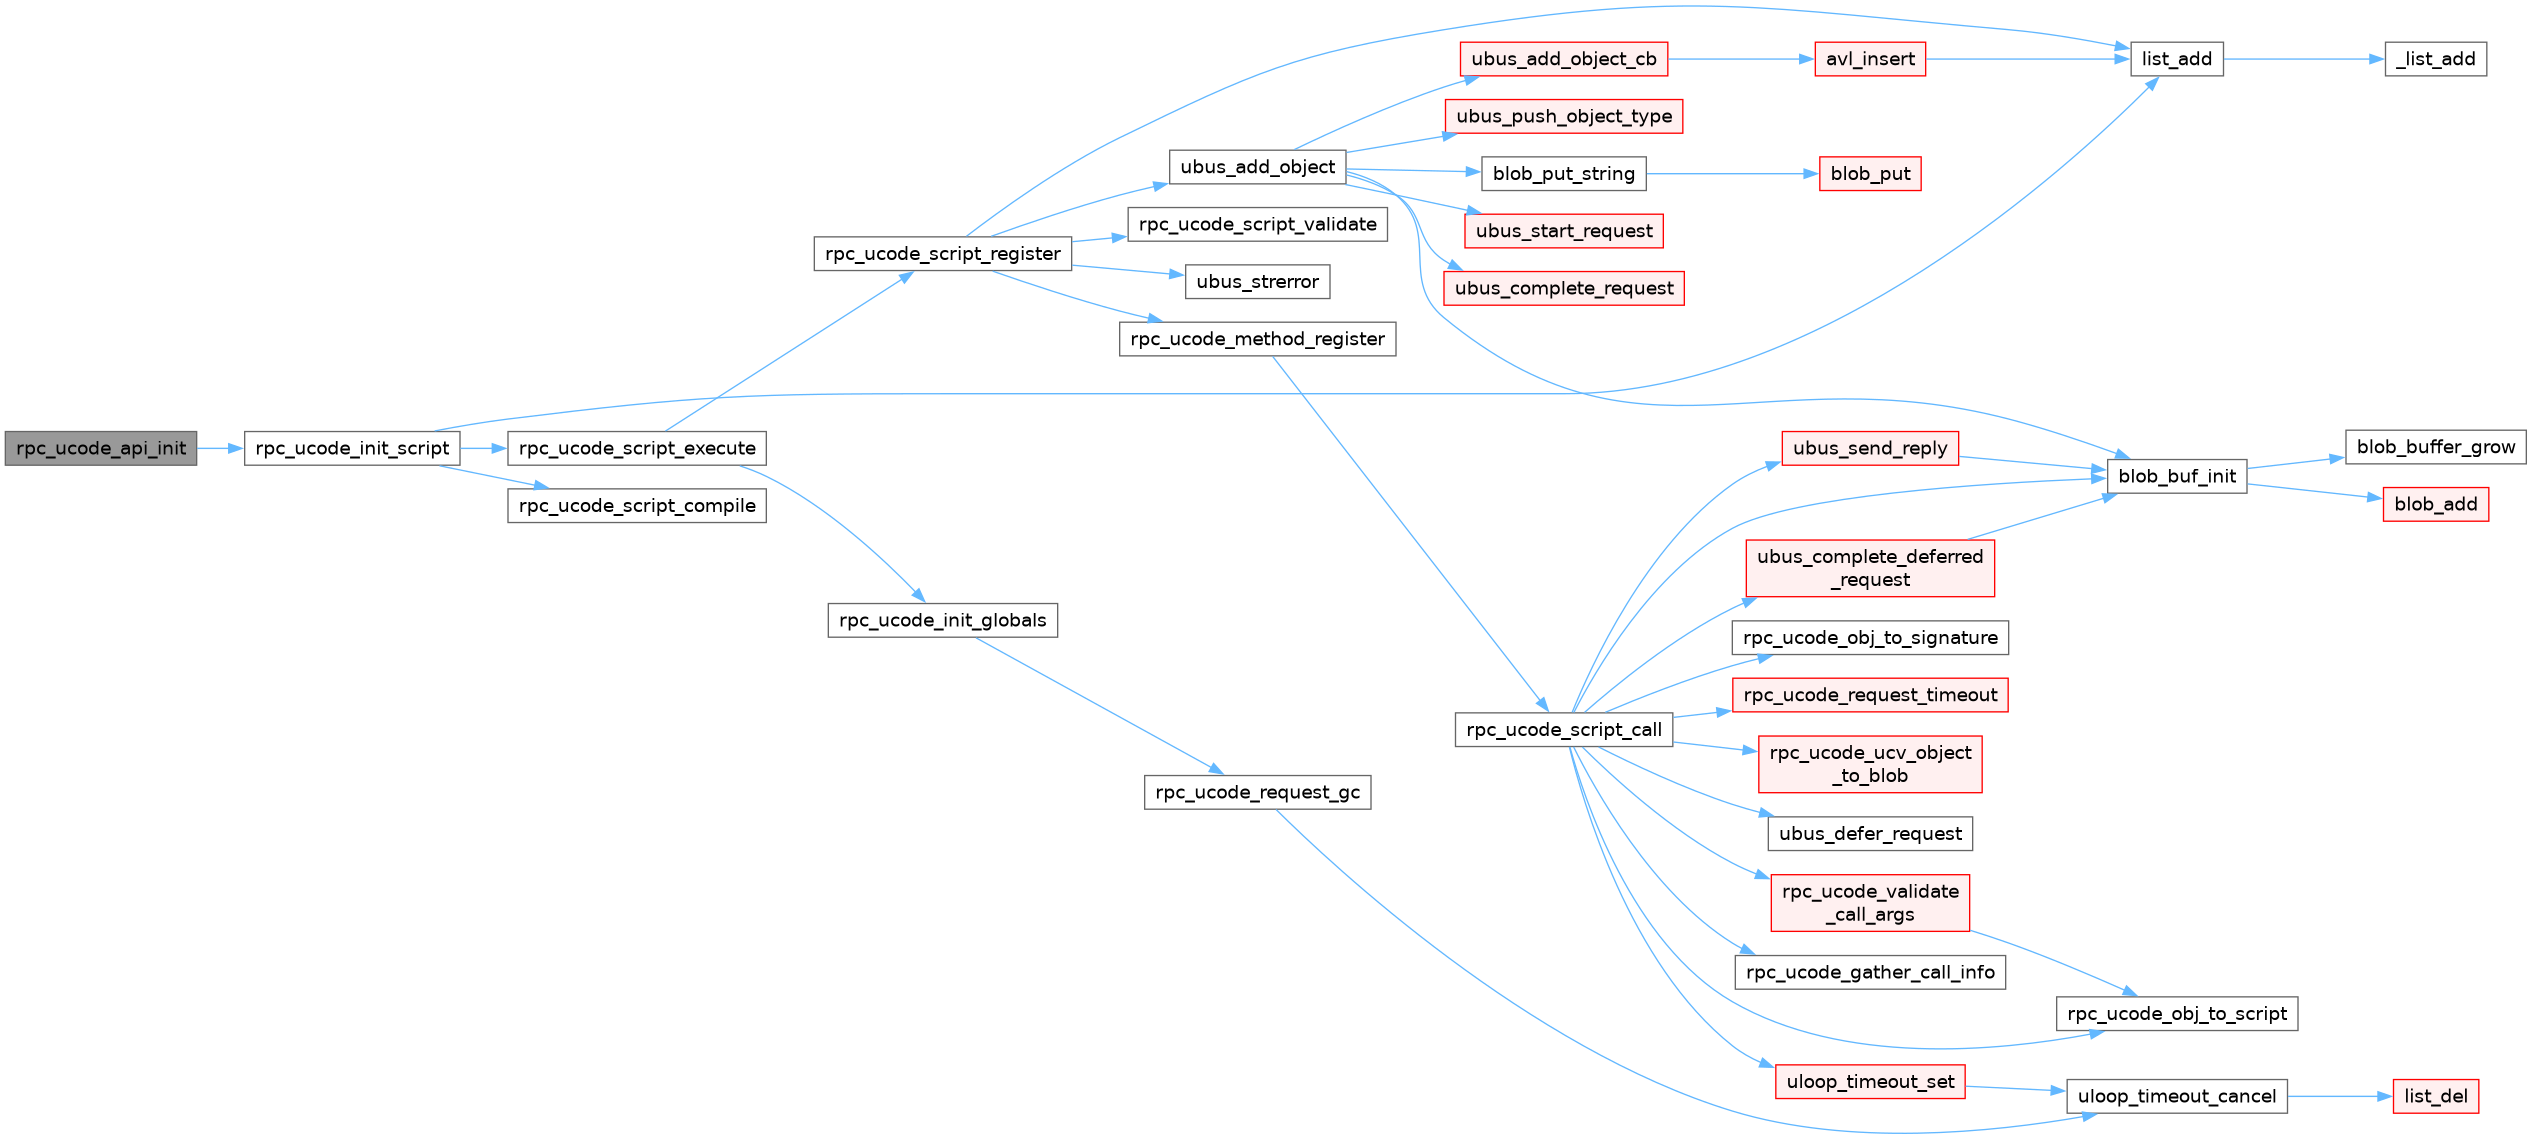 rpc_ucode_api_init
rpc_ucode_init_script
rpc_ucode_script_execute
rpc_ucode_script_compile
rpc_ucode_script_register
rpc_ucode_init_globals
ubus_add_object
rpc_ucode_script_validate
ubus_strerror
rpc_ucode_method_register
rpc_ucode_request_gc
ubus_add_object_cb
ubus_push_object_type
blob_put_string
ubus_start_request
ubus_complete_request
rpc_ucode_script_call
avl_insert
blob_put
ubus_send_reply
ubus_complete_deferred
_request
rpc_ucode_obj_to_signature
rpc_ucode_request_timeout
rpc_ucode_ucv_object
_to_blob
ubus_defer_request
rpc_ucode_validate
_call_args
rpc_ucode_gather_call_info
uloop_timeout_set
list_add
blob_buf_init
rpc_ucode_obj_to_script
uloop_timeout_cancel
_list_add
blob_buffer_grow
blob_add
list_del